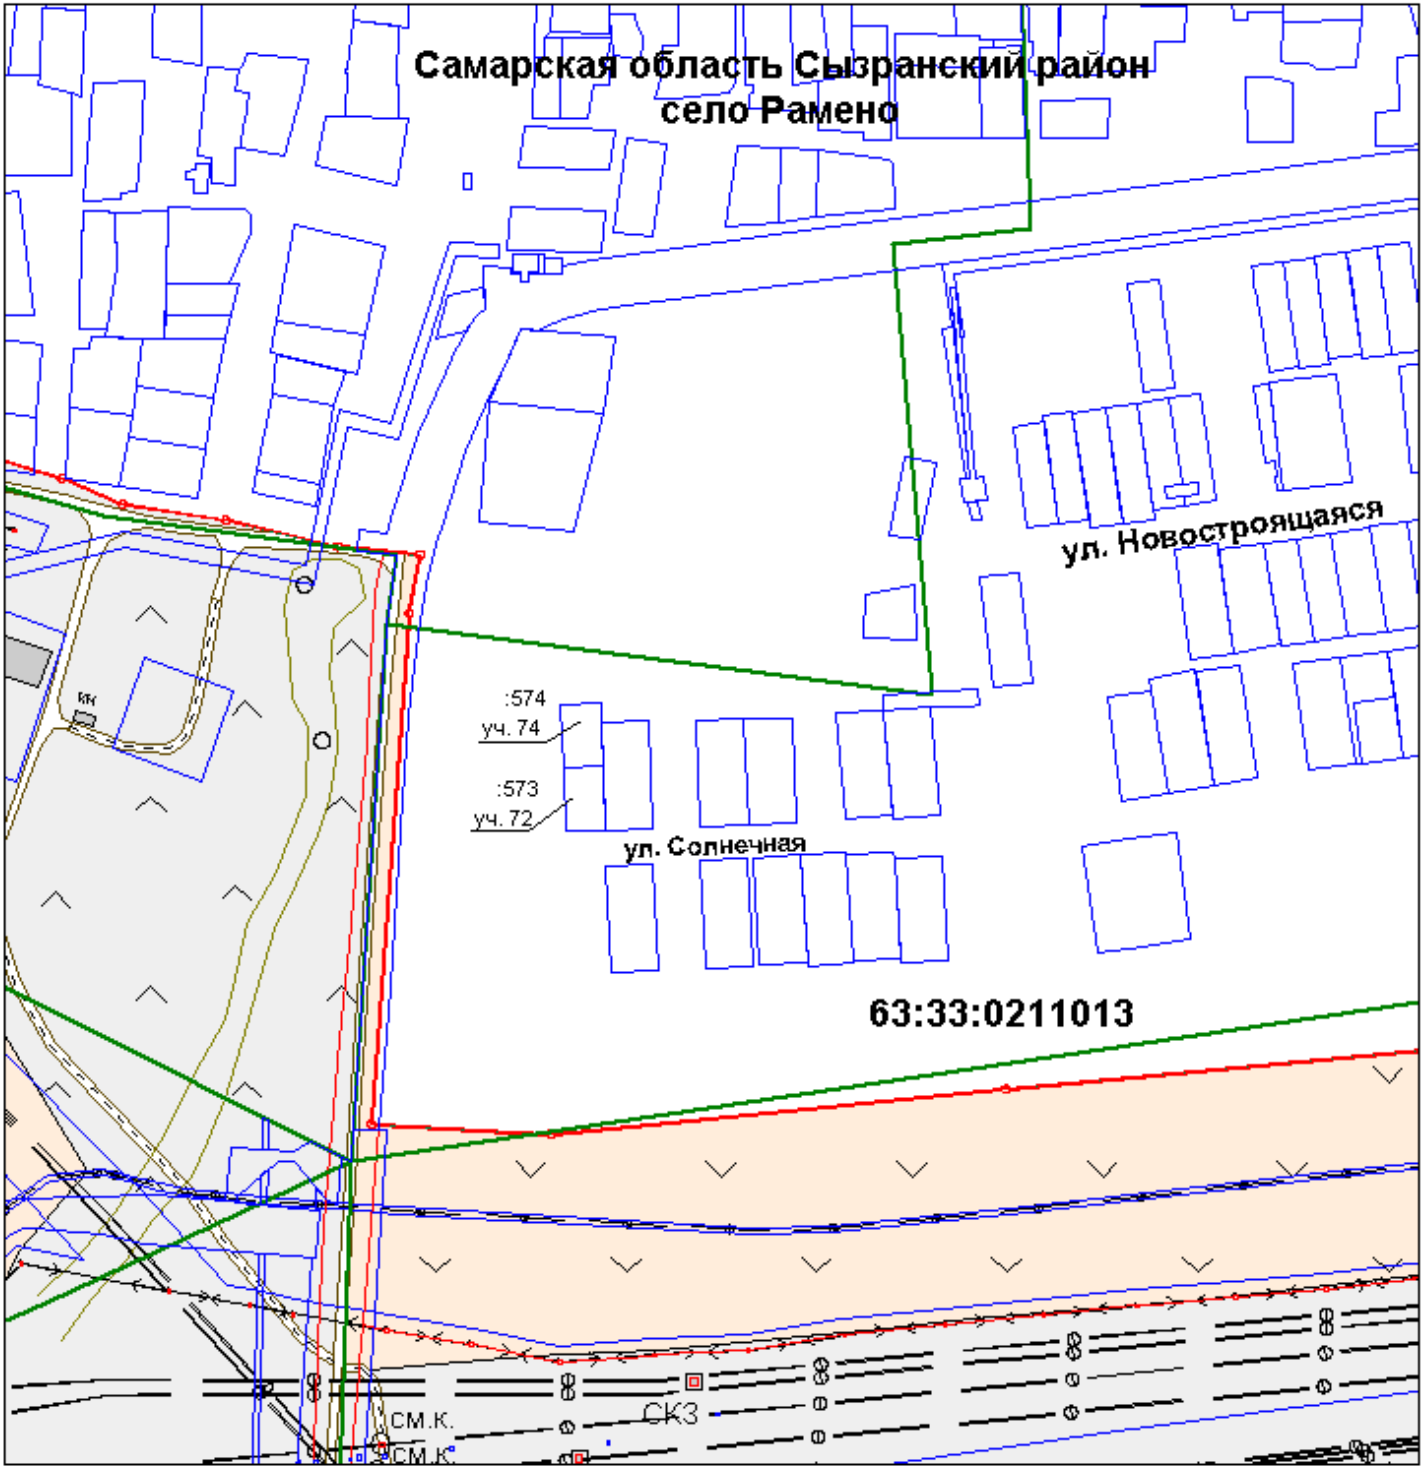 Самарская область Сызранский район
село Рамено
ул. Новостроящаяся
кн
:574
уч. 74
:573
уч. 72
ул. Солнечная
63:33:0211013
СКЗ
СМ.К.
СМ.К.